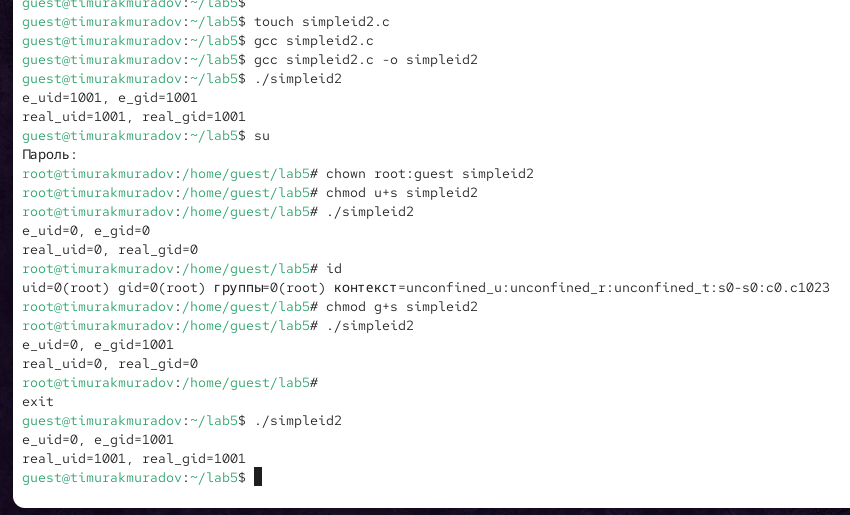 guest@timurakmuradov:~/lab5$
guest@timurakmuradov:~/lab5$ touch simpleid2.c
guest@timurakmuradov:~/lab5$ gcc simpleid2.c
guest@timurakmuradov:~/lab5$ gcc simpleid2.c -o simpleid2
guest@timurakmuradov:~/lab5$ ./simpleid2
e_uid=1001, e_gid=1001
real_uid=1001, real_gid=1001
guest@timurakmuradov:~/lab5$ su
Пароль:
root@timurakmuradov:/home/guest/lab5# chown root:guest simpleid2
root@timurakmuradov:/home/guest/lab5# chmod u+s simpleid2
root@timurakmuradov:/home/guest/lab5# ./simpleid2
e_uid=0, e_gid=0
real_uid=0, real_gid=0
root@timurakmuradov:/home/guest/lab5# id
uid=0(root) gid=0(root) группы=0(root) контекст=unconfined_u:unconfined_r:unconfined_t:s0-s0:c0.c1023
root@timurakmuradov:/home/guest/lab5# chmod g+s simpleid2
root@timurakmuradov:/home/guest/lab5# ./simpleid2
e_uid=0, e_gid=1001
real_uid=0, real_gid=0
root@timurakmuradov:/home/guest/lab5#
exit
guest@timurakmuradov:~/lab5$ ./simpleid2
e_uid=0, e_gid=1001
real_uid=1001, real_gid=1001
guest@timurakmuradov:~/lab5$